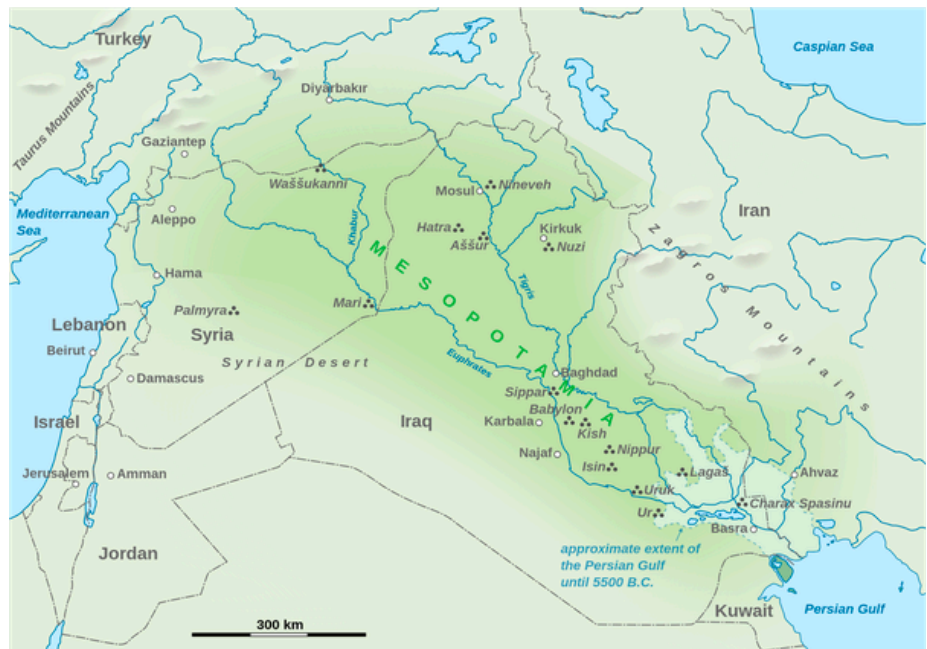 Turkey
Caspian Sea
Taurus Mountains
Diyarbakır
Gaziantep
Waššukanni
Mosul
Nineveh
Mediterranean
Sea
Aleppo
Khabur
Hatra
Aššur
Kirkuk
Nuzi
Iran
Zagros Mountains
MESOPOTAMIA
Tigris
Hama
Mari
Palmyra
Lebanon
Syria
Beirut
Syrian Desert
Euphrates
Damascus
Baghdad
Sippar
Babylon
Israel
Iraq
Karbala
Kish
Najaf
Nippur
Isin
Lagaš
Ahvaz
Jerusalem
Amman
Uruk
Charax Spasinu
Ur
Basra
Jordan
approximate extent of
the Persian Gulf
until 5500 B.C.
Kuwait
Persian Gulf
300 km